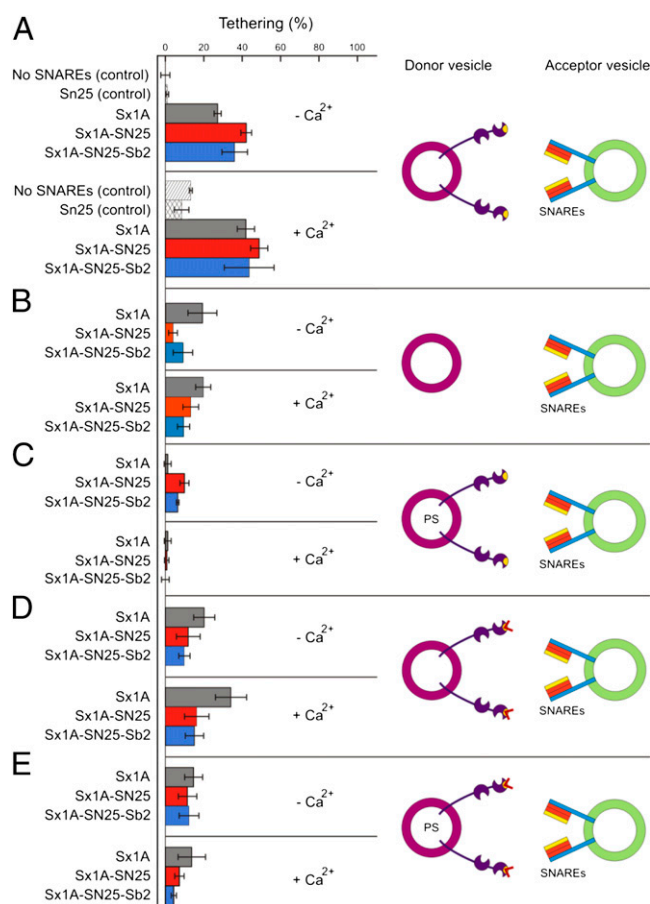 A
Tethering (%)
0 20 40 60 80 100
Donor vesicle
Acceptor vesicle
No SNAREs (control)
Sn25 (control)
Sx1A
Sx1A-SN25
Sx1A-SN25-Sb2
- Ca2+
SNAREs
No SNAREs (control)
Sn25 (control)
Sx1A
Sx1A-SN25
Sx1A-SN25-Sb2
+ Ca2+
B
Sx1A
Sx1A-SN25
Sx1A-SN25-Sb2
- Ca2+
Sx1A
Sx1A-SN25
Sx1A-SN25-Sb2
+ Ca2+
SNAREs
C
Sx1A
Sx1A-SN25
Sx1A-SN25-Sb2
- Ca2+
PS
Sx1A
Sx1A-SN25
Sx1A-SN25-Sb2
+ Ca2+
SNAREs
D
Sx1A
Sx1A-SN25
Sx1A-SN25-Sb2
- Ca2+
Sx1A
Sx1A-SN25
Sx1A-SN25-Sb2
+ Ca2+
SNAREs
E
Sx1A
Sx1A-SN25
Sx1A-SN25-Sb2
- Ca2+
PS
Sx1A
Sx1A-SN25
Sx1A-SN25-Sb2
+ Ca2+
SNAREs